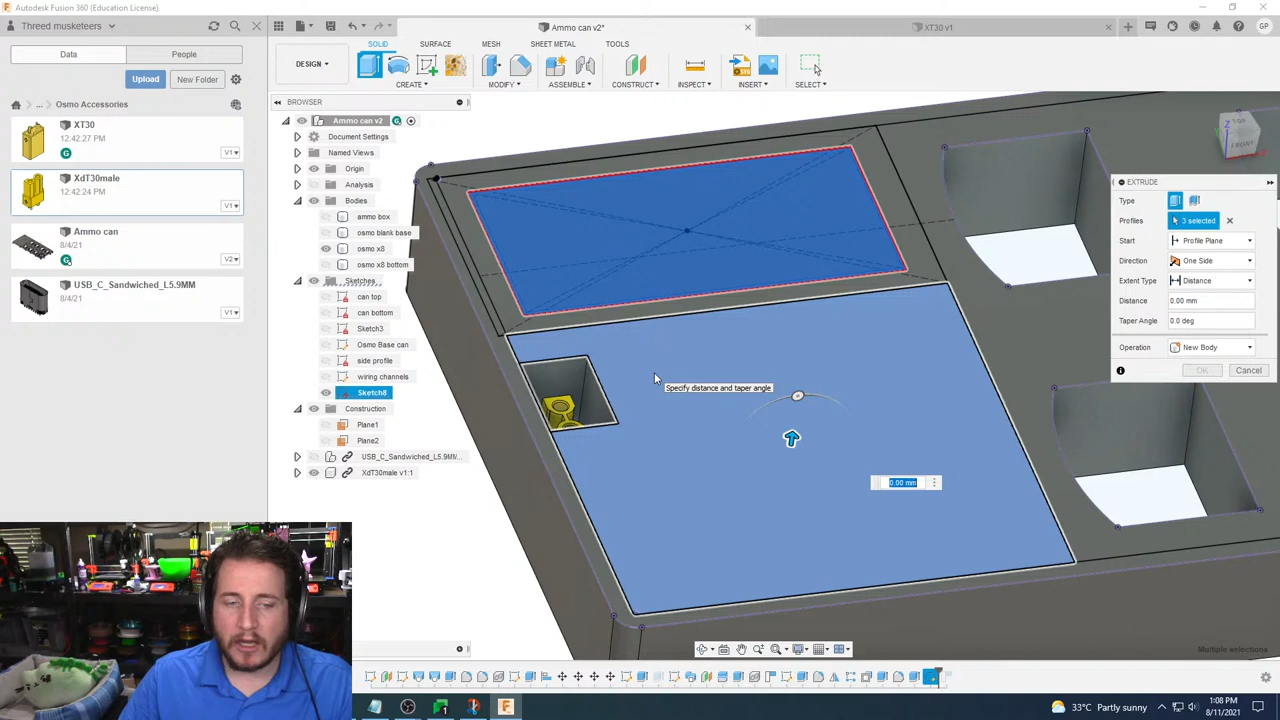 Autodesk Fusion 360 (Education License)
Threed musketeers
Ammo can v2*
XT30 v1
GP
Data
People
Upload
New Folder
... Osmo Accessories
XT30
12:42:27 PM
V1
XdT30male
12:42:24 PM
V1
Ammo can
8/4/21
V2
USB_C_Sandwiched_L5.9MM
8/4/21
V1
SOLID
SURFACE
MESH
SHEET METAL
TOOLS
DESIGN
CREATE
MODIFY
ASSEMBLE
CONSTRUCT
INSPECT
INSERT
SELECT
BROWSER
Ammo can v2
Document Settings
Named Views
Origin
Analysis
Bodies
ammo box
osmo blank base
osmo x8
osmo x8 bottom
Sketches
can top
can bottom
Sketch3
Osmo Base can
side profile
wiring channels
Sketch8
Construction
Plane1
Plane2
USB_C_Sandwiched_L5.9M/...
XdT30male v1:1
Specify distance and taper angle
0.00 mm
Z
TOP
FRONT
EXTRUDE
Type
Profiles
3 selected
Start
Profile Plane
Direction
One Side
Extent Type
Distance
Distance
0.00 mm
Taper Angle
0.0 deg
Operation
New Body
OK
Cancel
Multiple selections
33°C Partly sunny
1:08 PM
8/11/2021